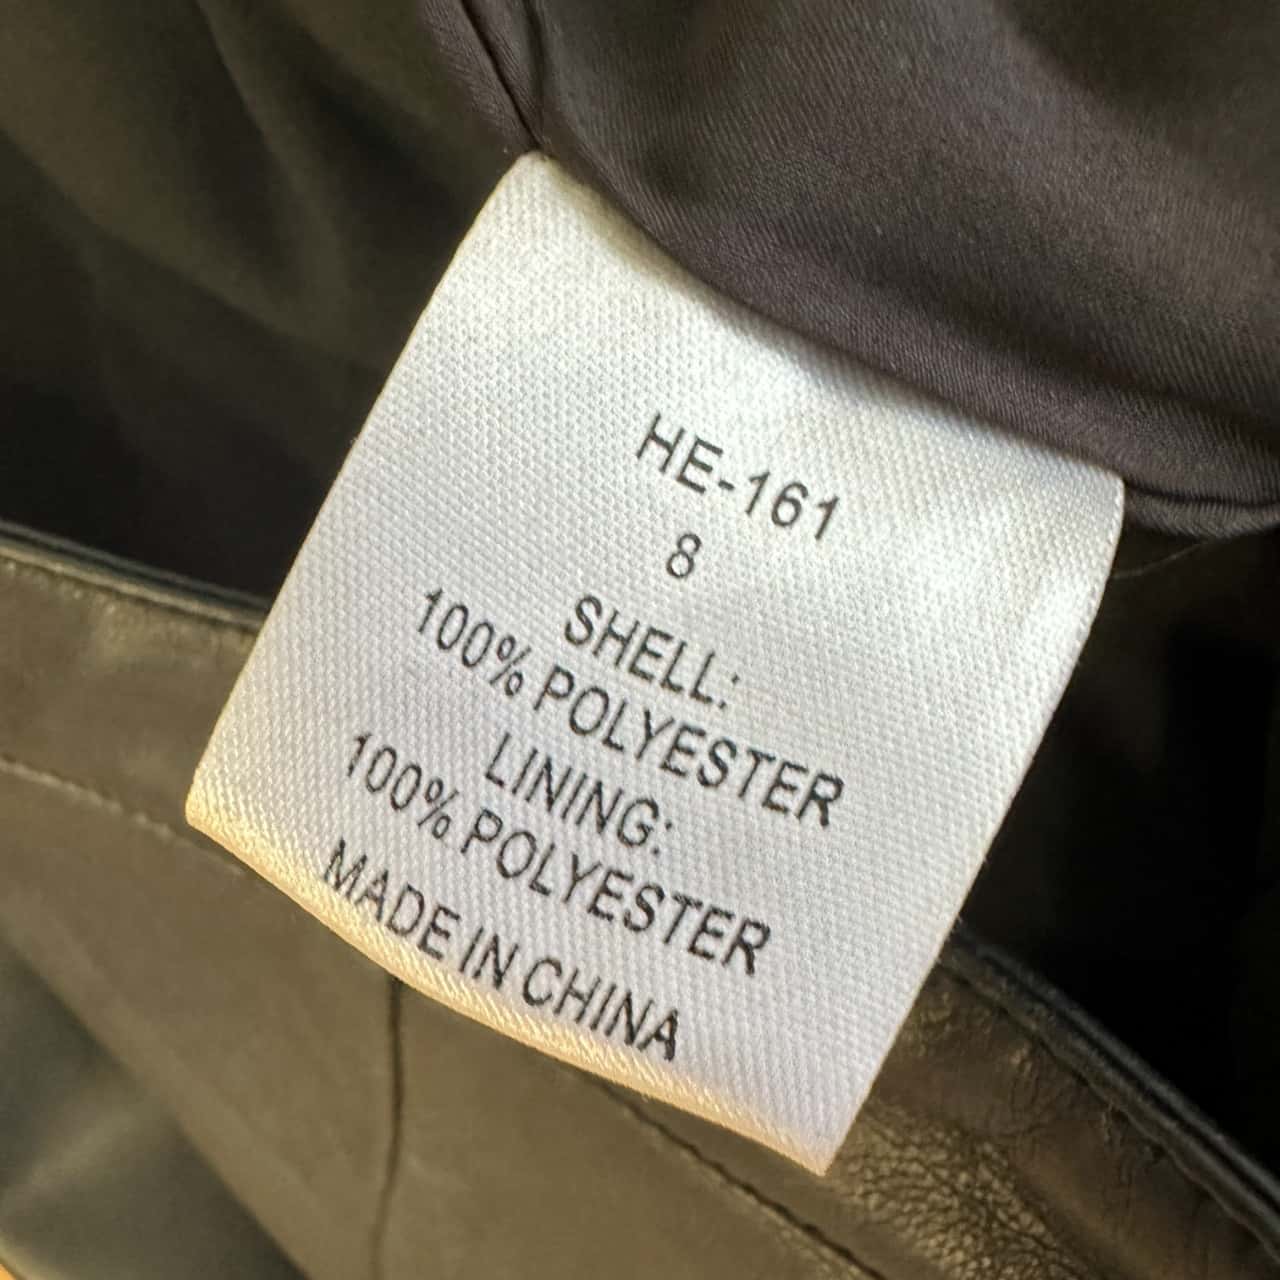 HE-161
8
SHELL:
100% POLYESTER
LINING:
100% POLYESTER
MADE IN CHINA